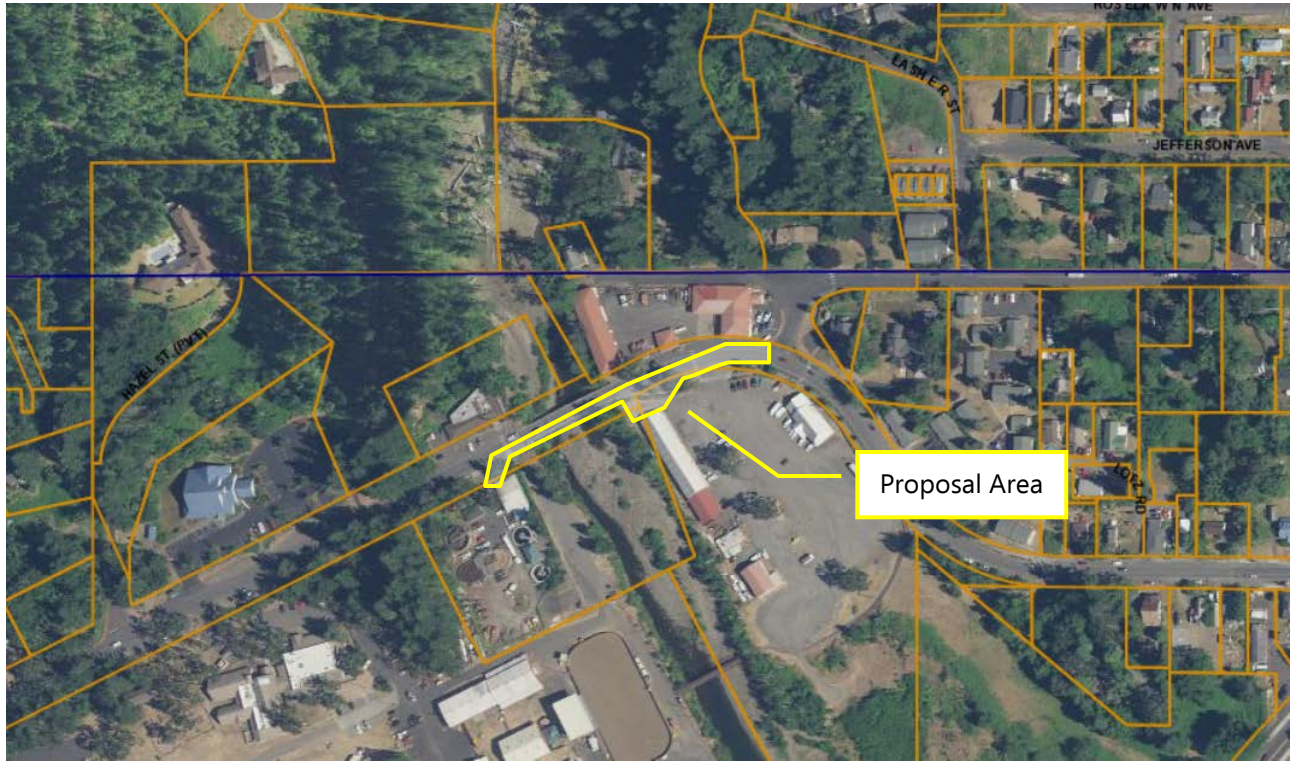 ROSELAWN AVE
LASHER ST
JEFFERSON AVE
HAZEL ST (PVT)
Proposal Area
LOTZ RD